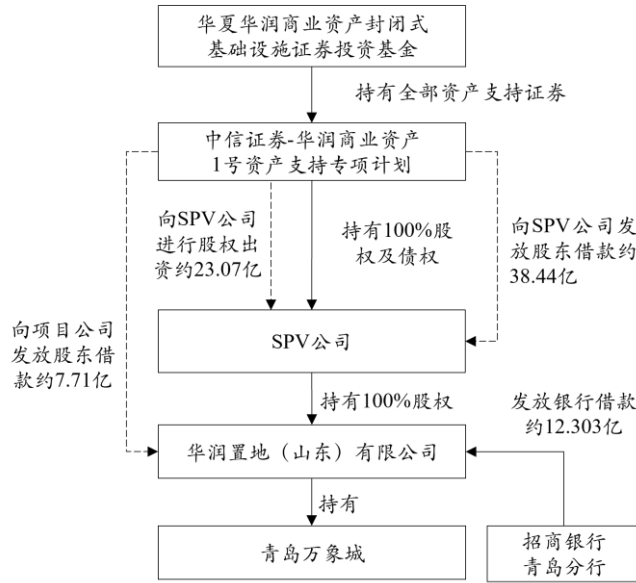 华夏华润商业资产封闭式
基础设施证券投资基金
持有全部资产支持证券
中信证券-华润商业资产
1号资产支持专项计划
向SPV公司
进行股权出
资约23.07亿
持有100%股
权及债权
向SPV公司发
放股东借款约
38.44亿
SPV公司
向项目公司
发放股东借
款约7.71亿
持有100%股权
发放银行借款
约12.303亿
华润置地（山东）有限公司
持有
青岛万象城
招商银行
青岛分行